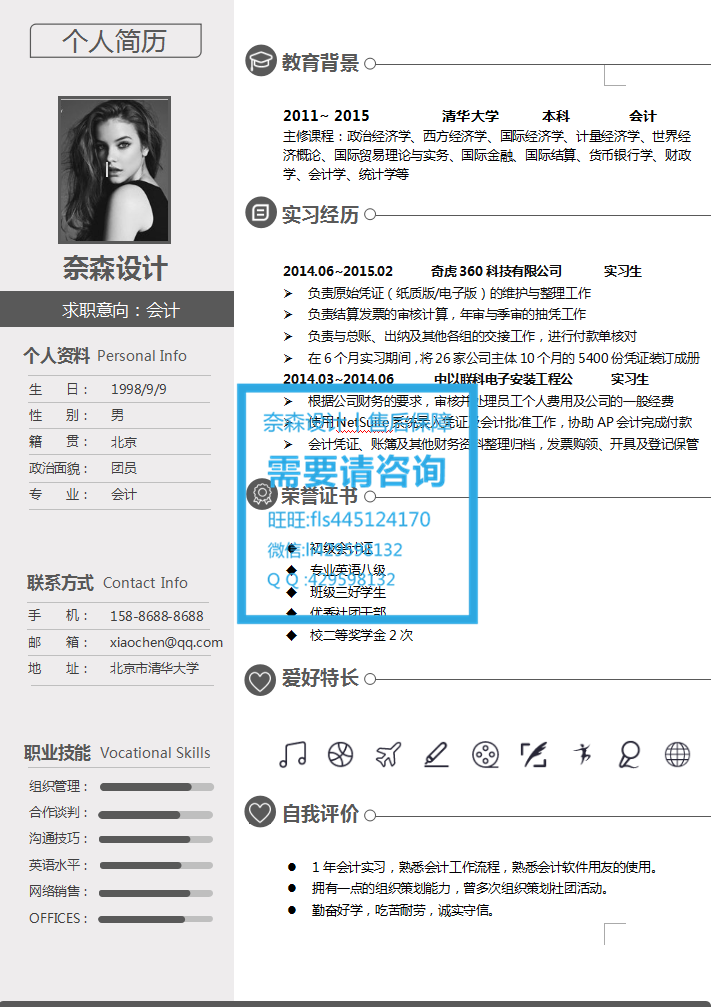 个人简历
奈森设计
求职意向：会计
个人资料 Personal Info
生 日： 1998/9/9
性 别： 男
籍 贯： 北京
政治面貌： 团员
专 业： 会计
联系方式 Contact Info
手 机： 158-8688-8688
邮 箱： xiaochen@qq.com
地 址： 北京市清华大学
职业技能 Vocational Skills
组织管理：
合作谈判：
沟通技巧：
英语水平：
网络销售：
OFFICES：
教育背景
2011~ 2015 清华大学 本科 会计
主修课程：政治经济学、西方经济学、国际经济学、计量经济学、世界经
济概论、国际贸易理论与实务、国际金融、国际结算、货币银行学、财政
学、会计学、统计学等
实习经历
2014.06~2015.02 奇虎 360 科技有限公司 实习生
➢ 负责原始凭证（纸质版/电子版）的维护与整理工作
➢ 负责结算发票的审核计算，年审与季审的抽凭工作
➢ 负责与总账、出纳及其他各组的交接工作，进行付款单核对
➢ 在 6 个月实习期间，将 26 家公司主体 10 个月的 5400 份凭证装订成册
2014.03~2014.06 中以联科电子安装工程公 实习生
➢ 根据公司财务的要求，审核并处理员工个人费用及公司的一般经费
➢ 使用 NetSuite 系统录入凭证及会计批准工作，协助 AP 会计完成付款
➢ 会计凭证、账簿及其他财务资料整理归档，发票购领、开具及登记保管
奈森设计 售后保障
需要请咨询
旺旺:fls445124170
微信:
QQ:429598132
荣誉证书
◆ 初级会计证
◆ 专业英语八级
◆ 班级三好学生
◆ 优秀社团干部
◆ 校二等奖学金 2 次
爱好特长
自我评价
● 1 年会计实习，熟悉会计工作流程，熟悉会计软件用友的使用。
● 拥有一点的组织策划能力，曾多次组织策划社团活动。
● 勤奋好学，吃苦耐劳，诚实守信。